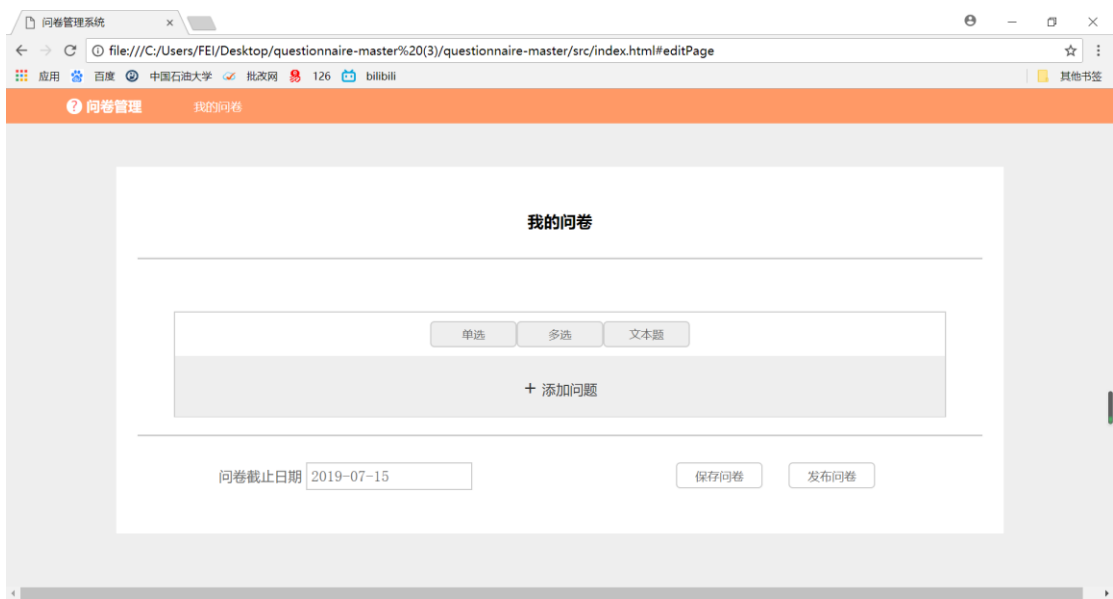 问卷管理系统
file:///C:/Users/FEI/Desktop/questionnaire-master%20(3)/questionnaire-master/src/index.html#editPage
应用 百度 中国石油大学 批改网 126 bilibili 其他书签
? 问卷管理 我的问卷
我的问卷
单选 多选 文本题
+ 添加问题
问卷截止日期 2019-07-15 保存问卷 发布问卷